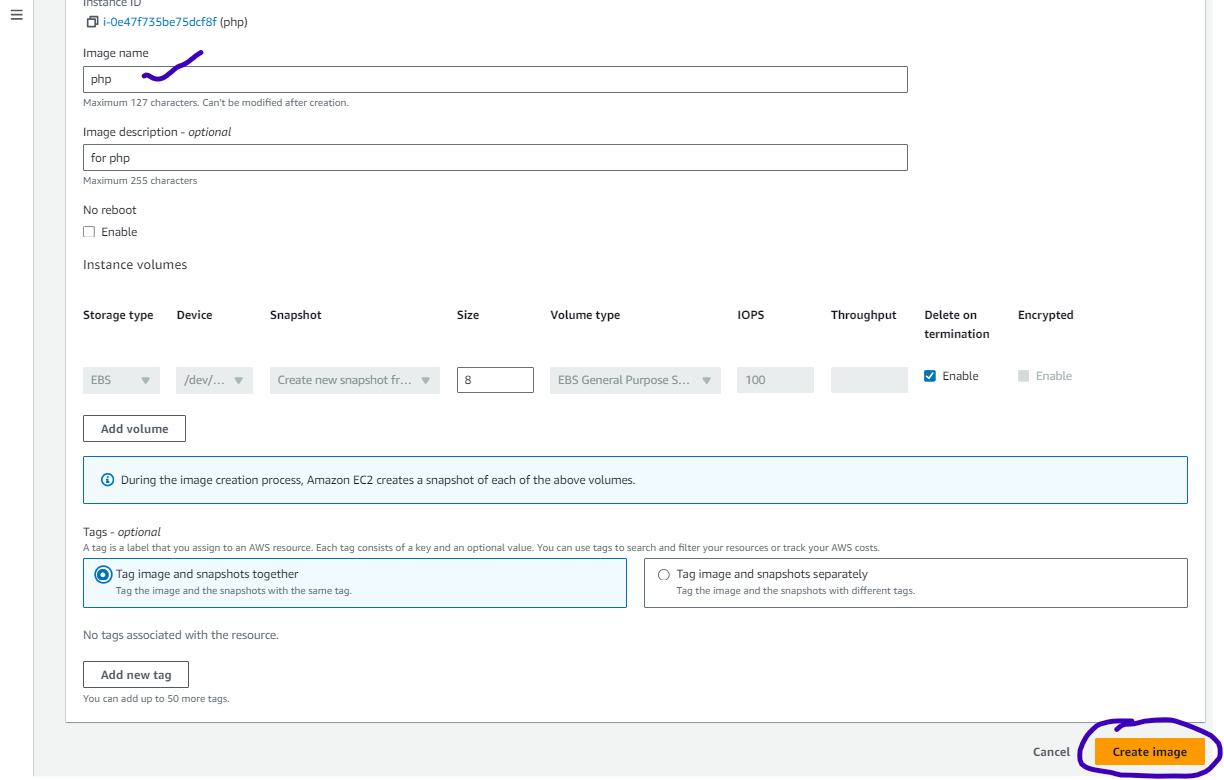 Instance ID
i-0e47f735be75dcf8f (php)
Image name
php
Maximum 127 characters. Can't be modified after creation.
Image description - optional
for php
Maximum 255 characters
No reboot
Enable
Instance volumes
Storage type Device Snapshot Size Volume type IOPS Throughput Delete on termination Encrypted
EBS /dev/... Create new snapshot fr... 8 EBS General Purpose S... 100 Enable Enable
Add volume
During the image creation process, Amazon EC2 creates a snapshot of each of the above volumes.
Tags - optional
A tag is a label that you assign to an AWS resource. Each tag consists of a key and an optional value. You can use tags to search and filter your resources or track your AWS costs.
Tag image and snapshots together
Tag the image and the snapshots with the same tag.
Tag image and snapshots separately
Tag the image and the snapshots with different tags.
No tags associated with the resource.
Add new tag
You can add up to 50 more tags.
Cancel Create image